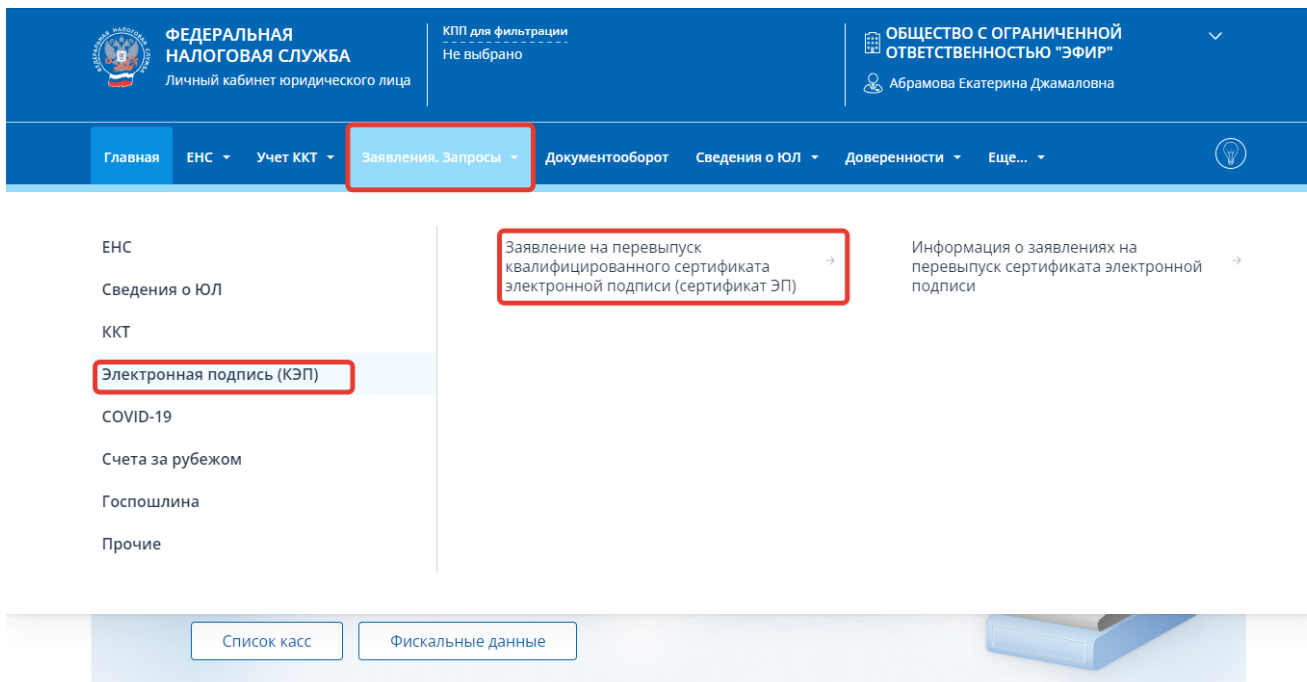 ФЕДЕРАЛЬНАЯ
НАЛОГОВАЯ СЛУЖБА
Личный кабинет юридического лица
КПП для фильтрации
Не выбрано
ОБЩЕСТВО С ОГРАНИЧЕННОЙ
ОТВЕТСТВЕННОСТЬЮ "ЭФИР"
Абрамова Екатерина Джамаловна
Главная ЕНС Учет ККТ Заявления. Запросы Документооборот Сведения о ЮЛ Доверенности Еще...
ЕНС
Сведения о ЮЛ
ККТ
Электронная подпись (КЭП)
COVID-19
Счета за рубежом
Госпошлина
Прочие
Заявление на перевыпуск
квалифицированного сертификата
электронной подписи (сертификат ЭП)
Информация о заявлениях на
перевыпуск сертификата электронной
подписи
Список касс
Фискальные данные